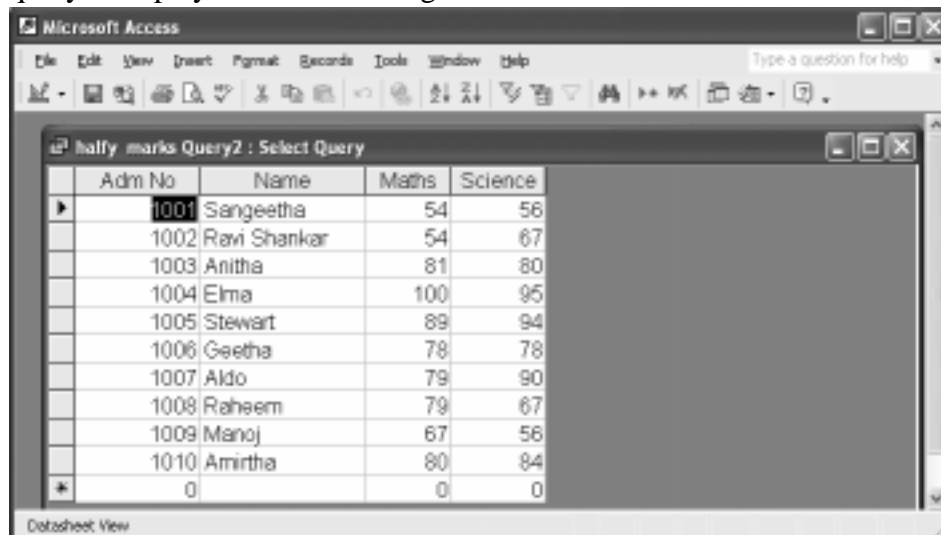 Microsoft Access
File Edit View Insert Format Records Tools Window Help Type a question for help
halfy marks Query2 : Select Query
Adm No Name Maths Science
1001 Sangeetha 54 56
1002 Ravi Shankar 54 67
1003 Anitha 81 80
1004 Elma 100 95
1005 Stewart 89 94
1006 Geetha 78 78
1007 Aldo 79 90
1008 Raheem 79 67
1009 Manoj 67 56
1010 Amirtha 80 84
0 0 0
Datasheet View